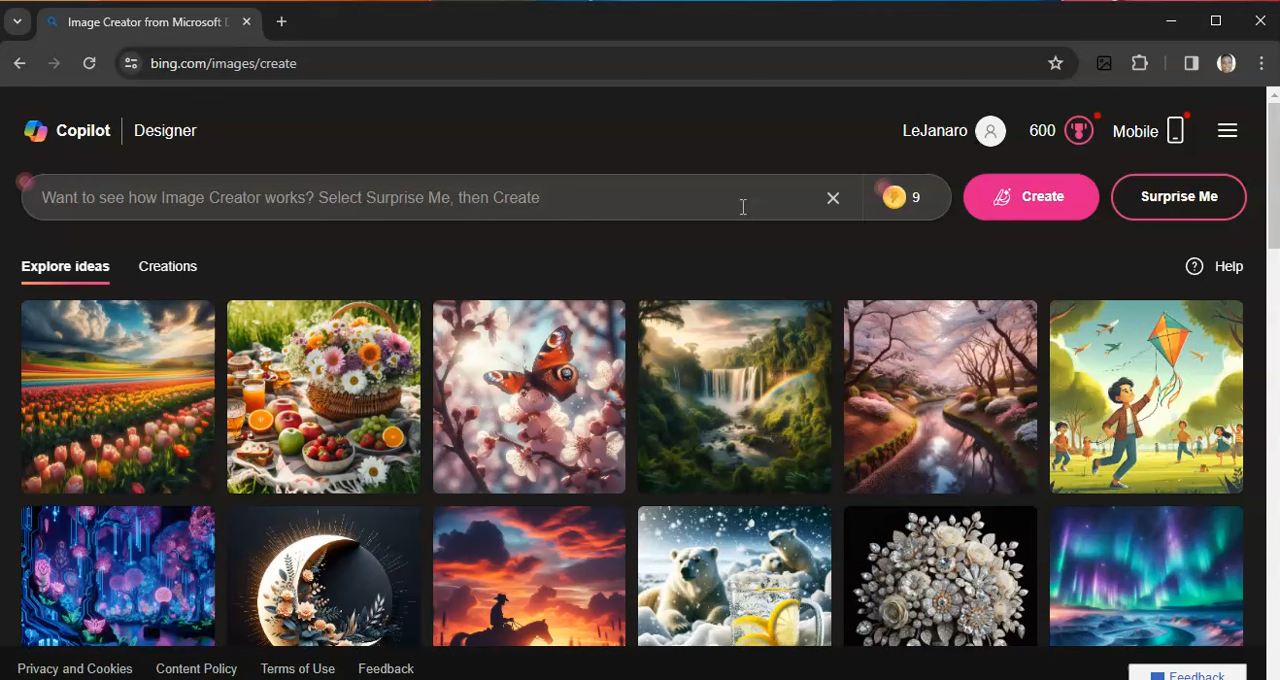 Image Creator from Microsoft D
bing.com/images/create
Copilot Designer
LeJanaro 600 Mobile
Want to see how Image Creator works? Select Surprise Me, then Create 9 Create Surprise Me
Explore ideas Creations Help
Privacy and Cookies Content Policy Terms of Use Feedback Feedback